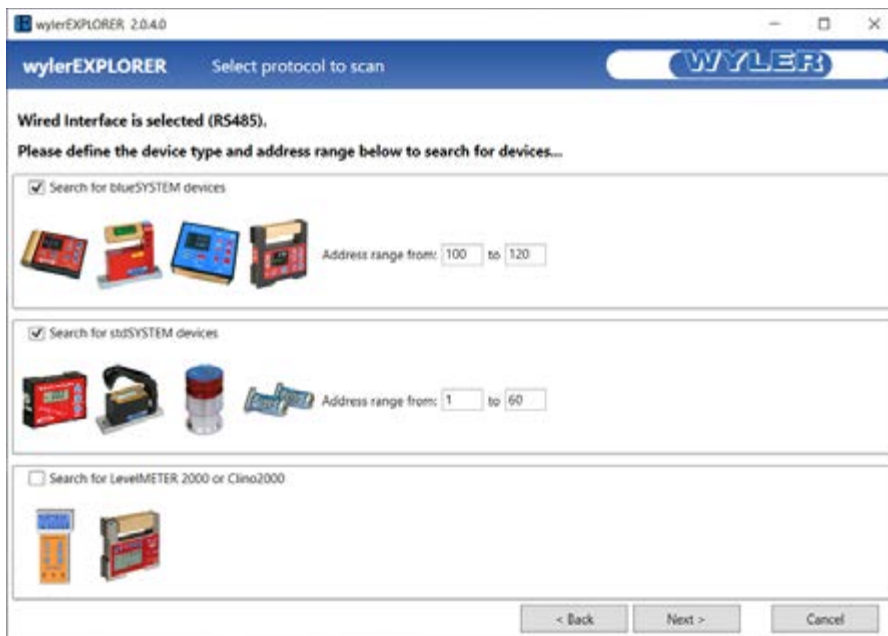 wylerEXPLORER 2.0.4.0
wylerEXPLORER Select protocol to scan WYLER
Wired Interface is selected (RS485).
Please define the device type and address range below to search for devices...
Search for blueSYSTEM devices
Address range from: 100 to 120
Search for stdSYSTEM devices
Address range from: 1 to 60
Search for LevelMETER 2000 or Clino2000
< Back Next > Cancel